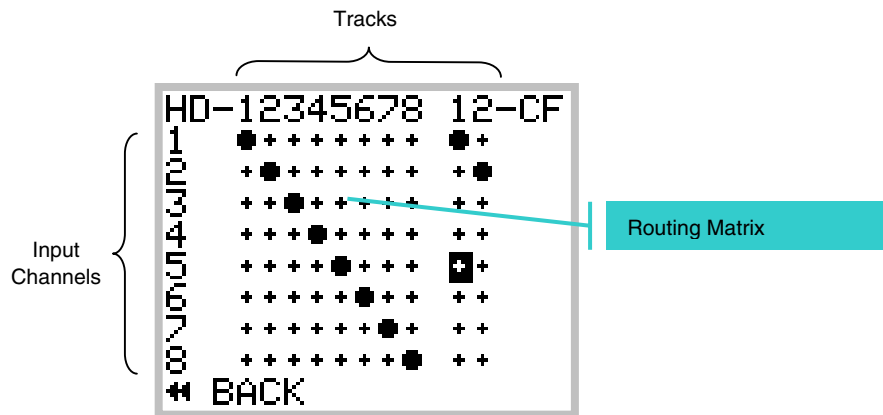 Tracks
HD-12345678 12-CF
1
2
3
4
5
6
7
8
BACK
Input
Channels
Routing Matrix